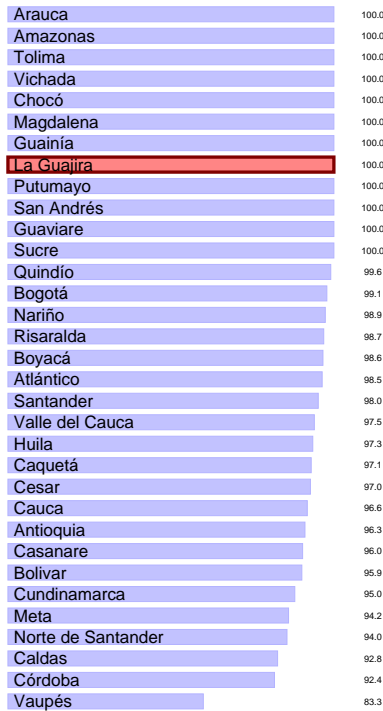 Arauca 100.0
Amazonas 100.0
Tolima 100.0
Vichada 100.0
Chocó 100.0
Magdalena 100.0
Guainía 100.0
La Guajira 100.0
Putumayo 100.0
San Andrés 100.0
Guaviare 100.0
Sucre 100.0
Quindío 99.6
Bogotá 99.1
Nariño 98.9
Risaralda 98.7
Boyacá 98.6
Atlántico 98.5
Santander 98.0
Valle del Cauca 97.5
Huila 97.3
Caquetá 97.1
Cesar 97.0
Cauca 96.6
Antioquia 96.3
Casanare 96.0
Bolivar 95.9
Cundinamarca 95.0
Meta 94.2
Norte de Santander 94.0
Caldas 92.8
Córdoba 92.4
Vaupés 83.3